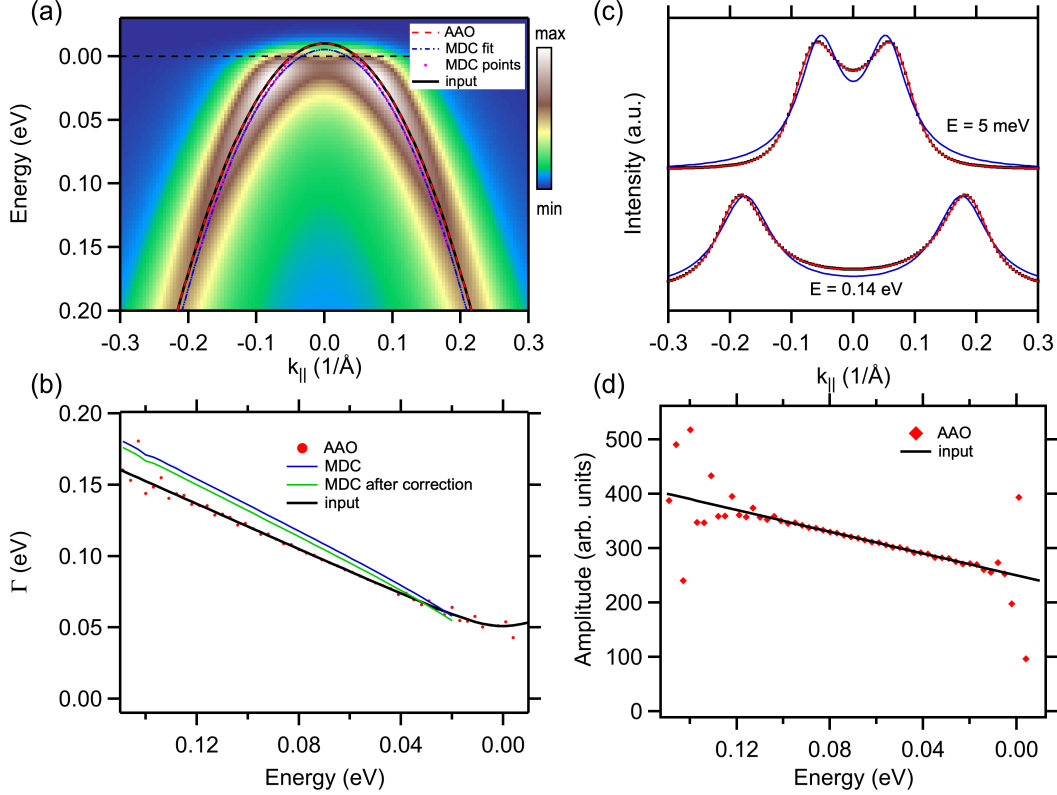 (a)
AAO
MDC fit
MDC points
input
max
min
0.00
0.05
0.10
0.15
0.20
Energy (eV)
-0.3 -0.2 -0.1 0.0 0.1 0.2 0.3
k|| (1/Å)
(c)
E = 5 meV
E = 0.14 eV
Intensity (a.u.)
-0.3 -0.2 -0.1 0.0 0.1 0.2 0.3
k|| (1/Å)
(b)
0.20
0.15
0.10
0.05
0.00
Γ (eV)
AAO
MDC
MDC after correction
input
0.12 0.08 0.04 0.00
Energy (eV)
(d)
500
400
300
200
100
0
Amplitude (arb. units)
AAO
input
0.12 0.08 0.04 0.00
Energy (eV)